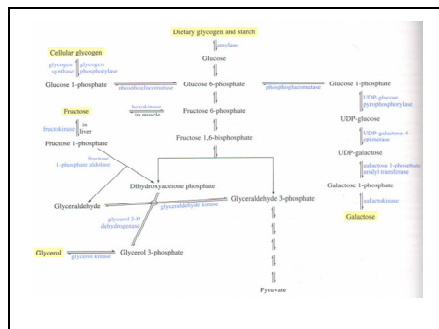 Dietary glycogen and starch
amylase
Cellular glycogen
Glucose
glycogen synthase
glycogen phosphorylase
Glucose 1-phosphate
phosphoglucomutase
Glucose 6-phosphate
phosphoglucomutase
Glucose 1-phosphate
UDP-glucose
pyrophosphorylase
Fructose
hexokinase
in muscle
Fructose 6-phosphate
UDP-glucose
fructokinase
in
liver
UDP-galactose 4-
epimerase
Fructose 1-phosphate
Fructose 1,6-bisphosphate
UDP-galactose
fructose
1-phosphate aldolase
galactose 1-phosphate
uridyl transferase
Dihydroxyacetone phosphate
Galactose 1-phosphate
Glyceraldehyde
glyceraldehyde kinase
Glyceraldehyde 3-phosphate
galactokinase
glycerol 3-P
dehydrogenase
Galactose
Glycerol
glycerol kinase
Glycerol 3-phosphate
Pyruvate